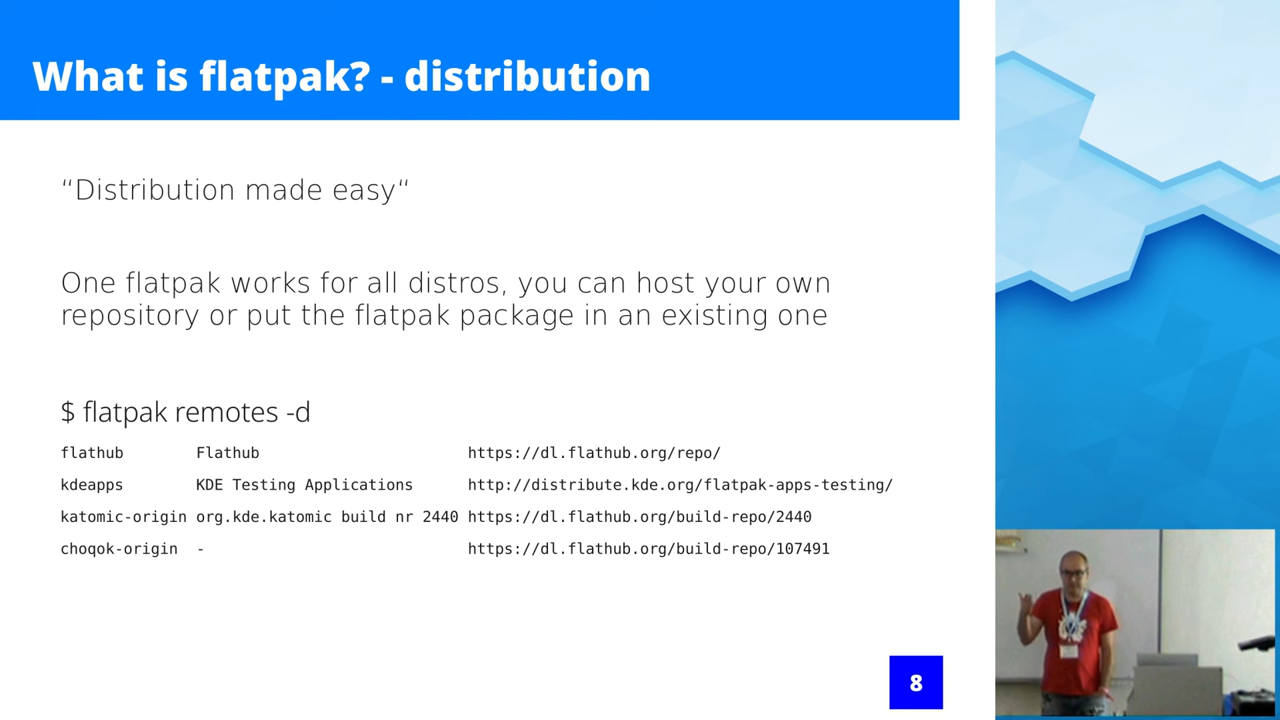 What is flatpak? - distribution
“Distribution made easy“
One flatpak works for all distros, you can host your own
repository or put the flatpak package in an existing one
$ flatpak remotes -d
flathub Flathub https://dl.flathub.org/repo/
kdeapps KDE Testing Applications http://distribute.kde.org/flatpak-apps-testing/
katomic-origin org.kde.katomic build nr 2440 https://dl.flathub.org/build-repo/2440
choqok-origin - https://dl.flathub.org/build-repo/107491
8